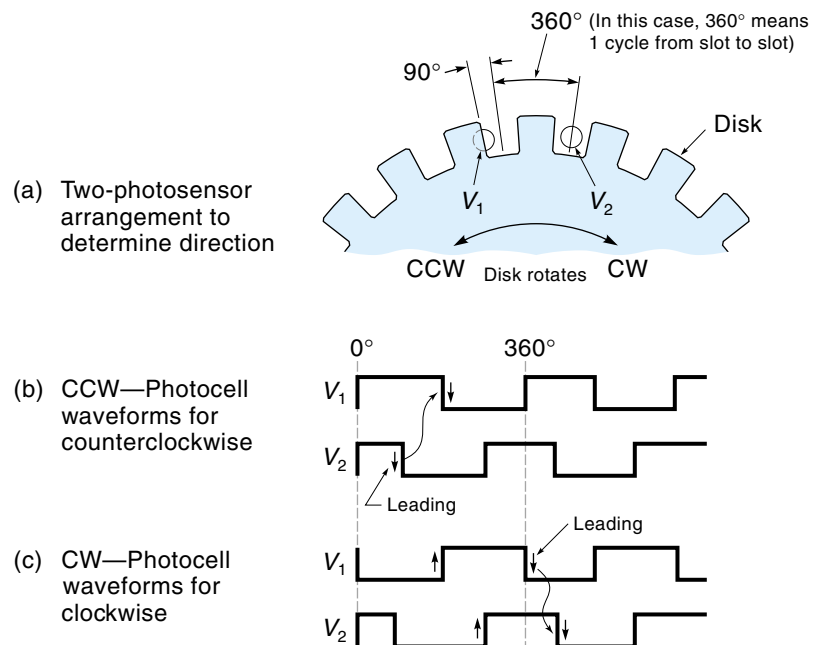 360° (In this case, 360° means
1 cycle from slot to slot)
90°
Disk
(a) Two-photosensor
arrangement to
determine direction
V1
V2
CCW Disk rotates CW
0° 360°
(b) CCW—Photocell
waveforms for
counterclockwise
V1
V2
Leading
Leading
(c) CW—Photocell
waveforms for
clockwise
V1
V2